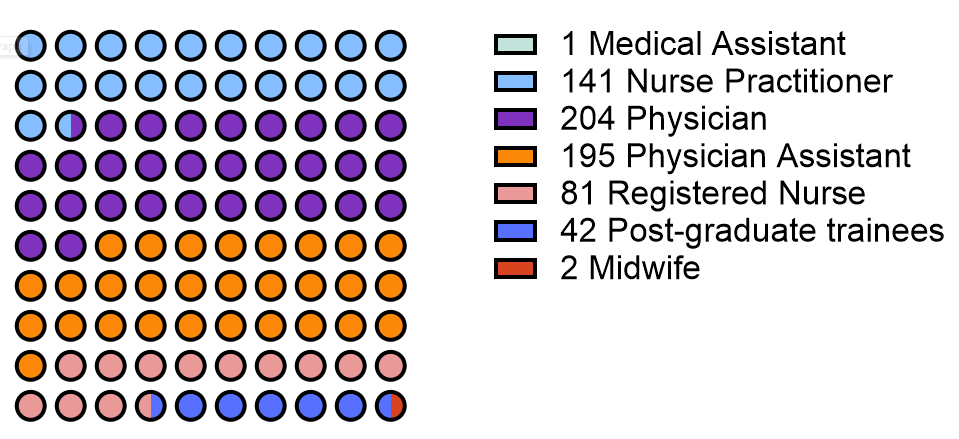 1 Medical Assistant
141 Nurse Practitioner
204 Physician
195 Physician Assistant
81 Registered Nurse
42 Post-graduate trainees
2 Midwife